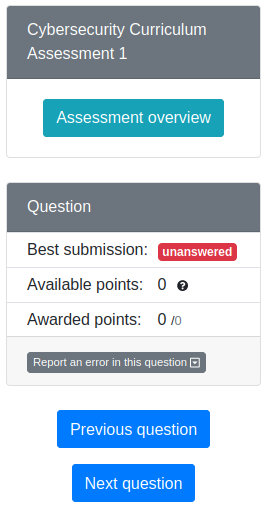 Cybersecurity Curriculum
Assessment 1
Assessment overview
Question
Best submission: unanswered
Available points: 0 ?
Awarded points: 0 /0
Report an error in this question
Previous question
Next question